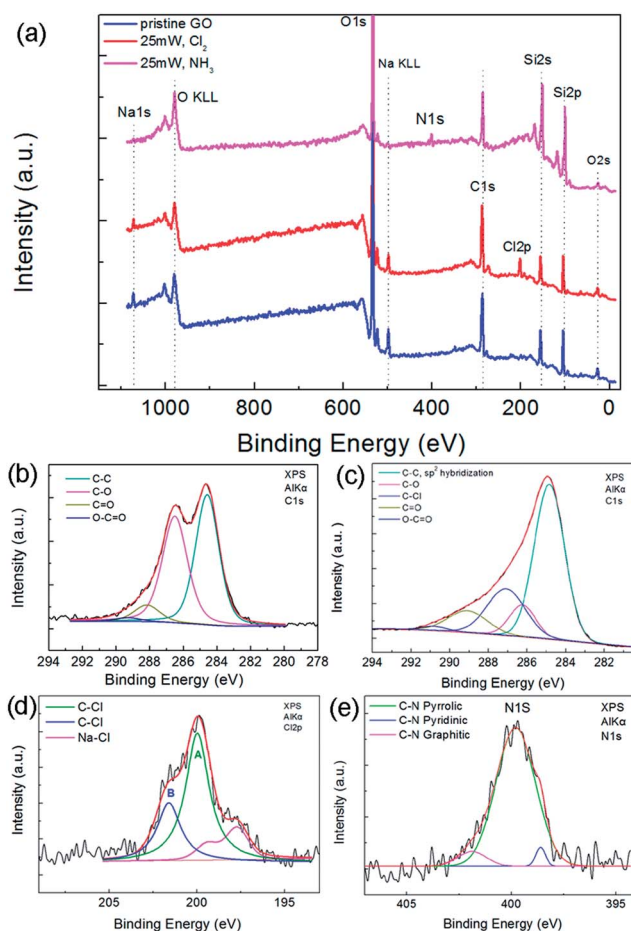 (a)
pristine GO
25mW, Cl₂
25mW, NH₃
O1s
Na KLL
Si2s
Si2p
O KLL
Na1s
N1s
O2s
C1s
Cl2p
Intensity (a.u.)
1000 800 600 400 200 0
Binding Energy (eV)
(b)
C-C
C-O
C=O
O-C=O
XPS
AlKα
C1s
Intensity (a.u.)
294 292 290 288 286 284 282 280 278
Binding Energy (eV)
(c)
C-C, sp² hybridization
C-O
C-Cl
C=O
O-C=O
XPS
AlKα
C1s
Intensity (a.u.)
294 292 290 288 286 284 282
Binding Energy (eV)
(d)
C-Cl
C-Cl
Na-Cl
XPS
AlKα
Cl2p
A
B
Intensity (a.u.)
205 200 195
Binding Energy (eV)
(e)
C-N Pyrrolic
C-N Pyridinic
C-N Graphitic
N1S
XPS
AlKα
N1s
Intensity (a.u.)
405 400 395
Binding Energy (eV)